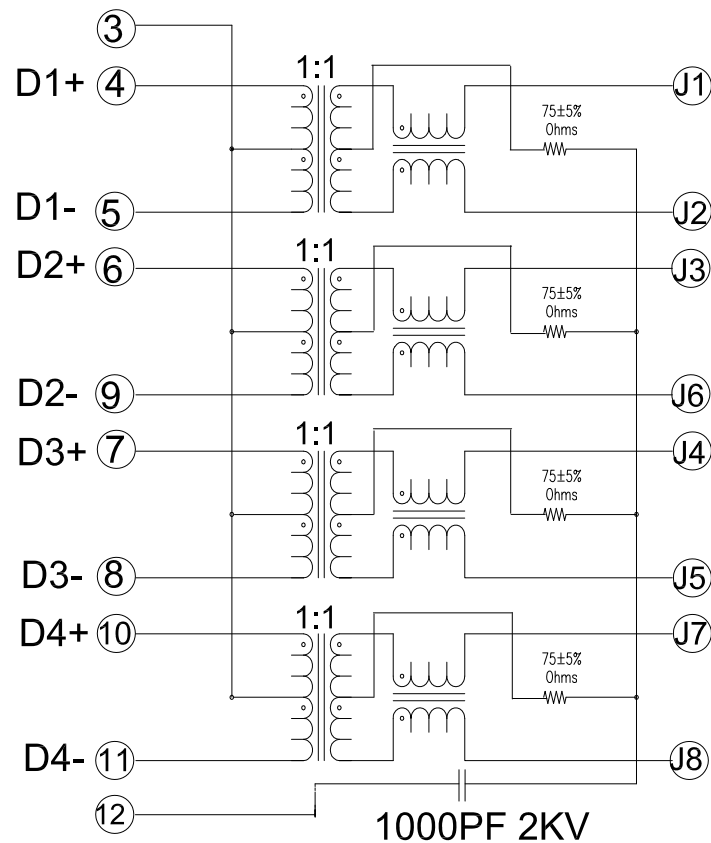 3
1:1
D1+ 4 J1
75±5%
Ohms
D1- 5 J2
1:1
D2+ 6 J3
75±5%
Ohms
D2- 9 J6
1:1
D3+ 7 J4
75±5%
Ohms
D3- 8 J5
1:1
D4+ 10 J7
75±5%
Ohms
D4- 11 J8
12
1000PF 2KV